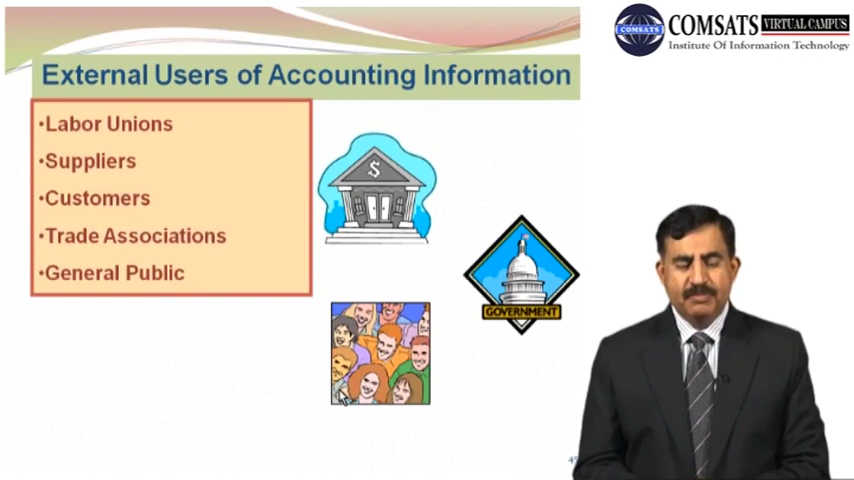 COMSATS
COMSATS VIRTUAL CAMPUS
Institute Of Information Technology
External Users of Accounting Information
•Labor Unions
•Suppliers
•Customers
•Trade Associations
•General Public
$
GOVERNMENT